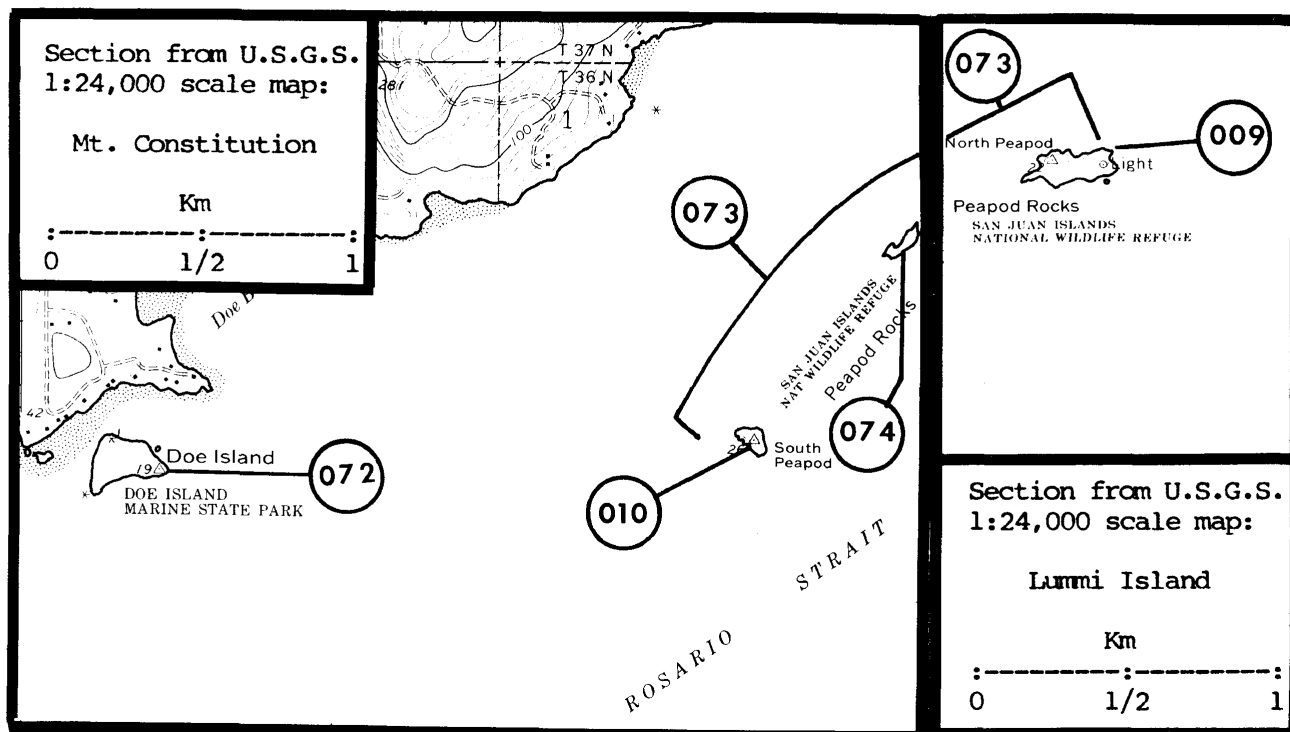 Section from U.S.G.S.
1:24,000 scale map:
Mt. Constitution
Km
0 1/2 1
T 37 N
T 36 N
287
100
1
073
SAN JUAN ISLANDS
NAT WILDLIFE REFUGE
Peapod Rocks
074
South
Peapod
010
42
Doe Island
19
072
DOE ISLAND
MARINE STATE PARK
ROSARIO STRAIT
073
North Peapod
009
Light
Peapod Rocks
SAN JUAN ISLANDS
NATIONAL WILDLIFE REFUGE
Section from U.S.G.S.
1:24,000 scale map:
Lummi Island
Km
0 1/2 1